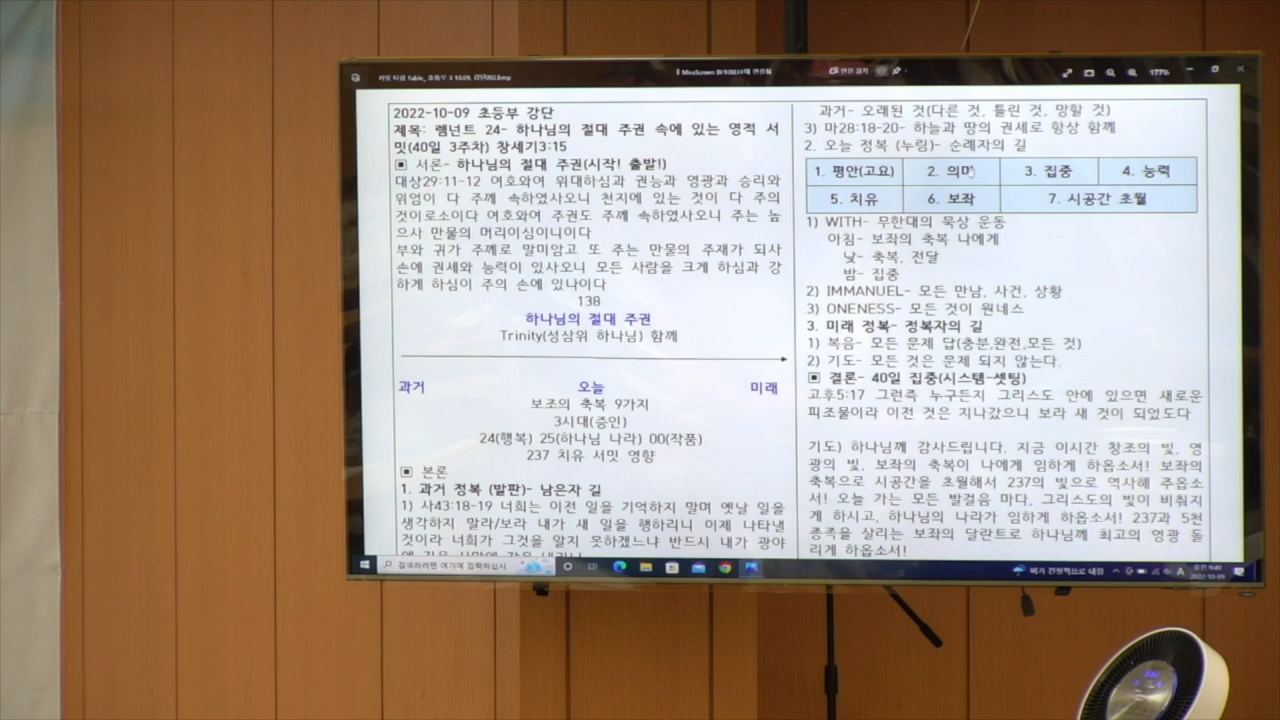 2022-10-09 초등부 강단
제목: 렘넌트 24- 하나님의 절대 주권 속에 있는 영적 서
밋(40일 3주차) 창세기3:15
▣ 서론- 하나님의 절대 주권(시작! 출발!)
대상29:11-12 여호와여 위대하심과 권능과 영광과 승리와
위엄이 다 주께 속하였사오니 천지에 있는 것이 다 주의
것이로소이다 여호와여 주권도 주께 속하였사오니 주는 높
으사 만물의 머리이심이니이다
부와 귀가 주께로 말미암고 또 주는 만물의 주재가 되사
손에 권세와 능력이 있사오니 모든 사람을 크게 하심과 강
하게 하심이 주의 손에 있나이다
138
하나님의 절대 주권
Trinity(성삼위 하나님) 함께
과거 오늘 미래
보조의 축복 9가지
3시대(증인)
24(행복) 25(하나님 나라) 00(작품)
237 치유 서밋 영향
▣ 본론
1. 과거 정복 (발판)- 남은자 길
1) 사43:18-19 너희는 이전 일을 기억하지 말며 옛날 일을
생각하지 말라/보라 내가 새 일을 행하리니 이제 나타낼
것이라 너희가 그것을 알지 못하겠느냐 반드시 내가 광야
과거- 오래된 것(다른 것, 틀린 것, 망할 것)
3) 마28:18-20- 하늘과 땅의 권세로 항상 함께
2. 오늘 정복 (누림)- 순례자의 길
1. 평안(고요) 2. 의미 3. 집중 4. 능력
5. 치유 6. 보좌 7. 시공간 초월
1) WITH- 무한대의 묵상 운동
아침- 보좌의 축복 나에게
낮- 축복, 전달
밤- 집중
2) IMMANUEL- 모든 만남, 사건, 상황
3) ONENESS- 모든 것이 원네스
3. 미래 정복- 정복자의 길
1) 복음- 모든 문제 답(충분,완전,모든 것)
2) 기도- 모든 것은 문제 되지 않는다.
▣ 결론- 40일 집중(시스템-셋팅)
고후5:17 그런즉 누구든지 그리스도 안에 있으면 새로운
피조물이라 이전 것은 지나갔으니 보라 새 것이 되었도다
기도) 하나님께 감사드립니다. 지금 이시간 창조의 빛, 영
광의 빛, 보좌의 축복이 나에게 임하게 하옵소서! 보좌의
축복으로 시공간을 초월해서 237의 빛으로 역사해 주옵소
서! 오늘 가는 모든 발걸음 마다, 그리스도의 빛이 비춰지
게 하시고, 하나님의 나라가 임하게 하옵소서! 237과 5천
종족을 살리는 보좌의 달란트로 하나님께 최고의 영광 돌
리게 하옵소서!
177%
검색하려면 여기에 입력하십시
A
2022-10-09